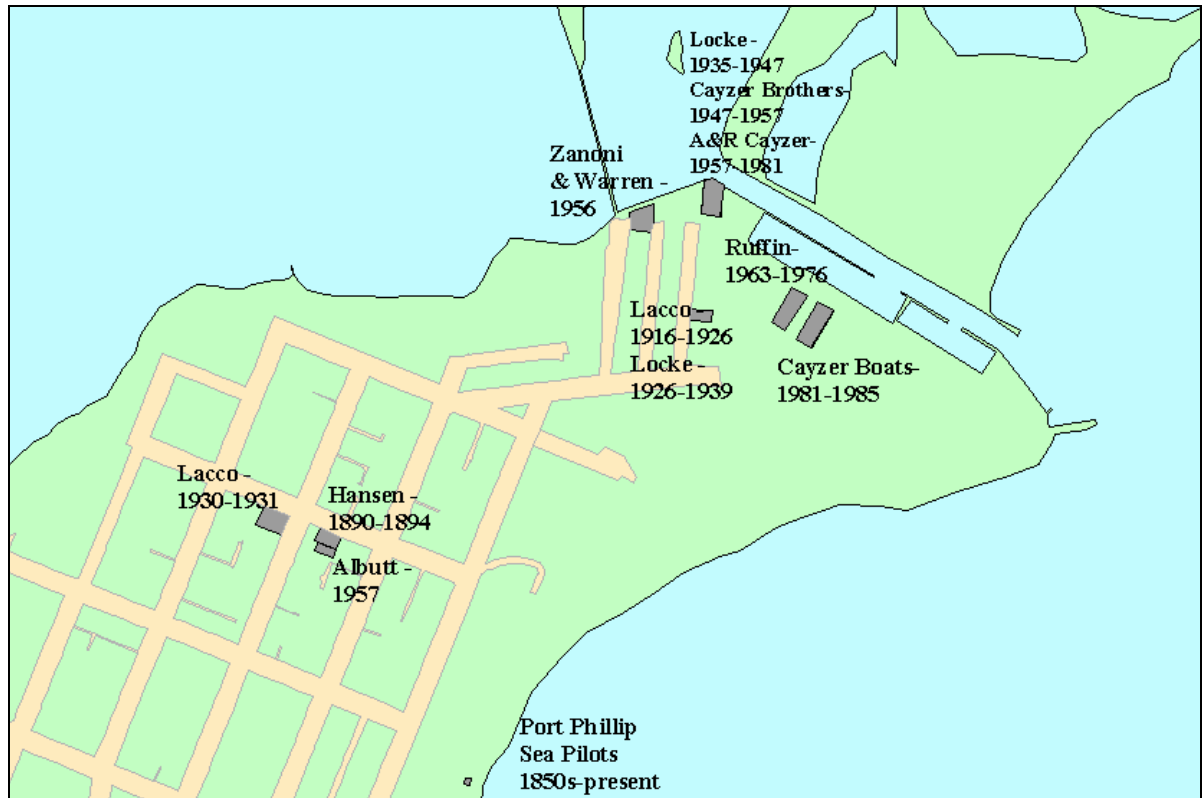 Locke -
1935-1947
Cayzer Brothers-
1947-1957
A&R Cayzer-
1957-1981
Zanoni
& Warren -
1956
Ruffin-
1963-1976
Lacco -
1916-1926
Locke -
1926-1939
Cayzer Boats-
1981-1985
Lacco -
1930-1931
Hansen -
1890-1894
Albutt -
1957
Port Phillip
Sea Pilots
1850s-present